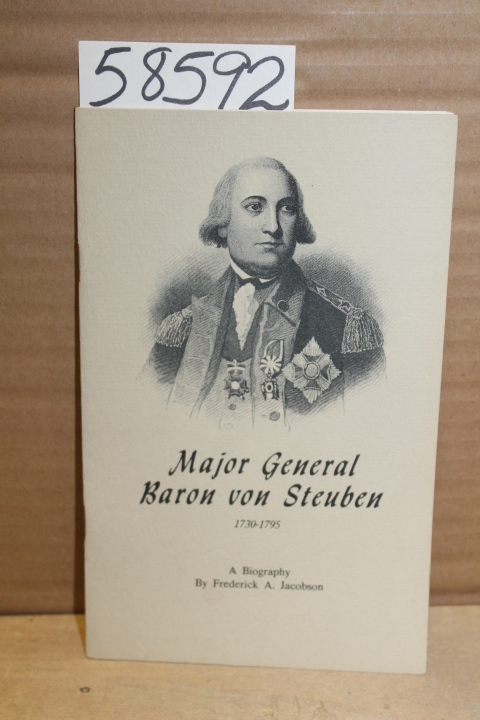 58592
Major General
Baron von Steuben
1730-1795
A Biography
By Frederick A. Jacobson